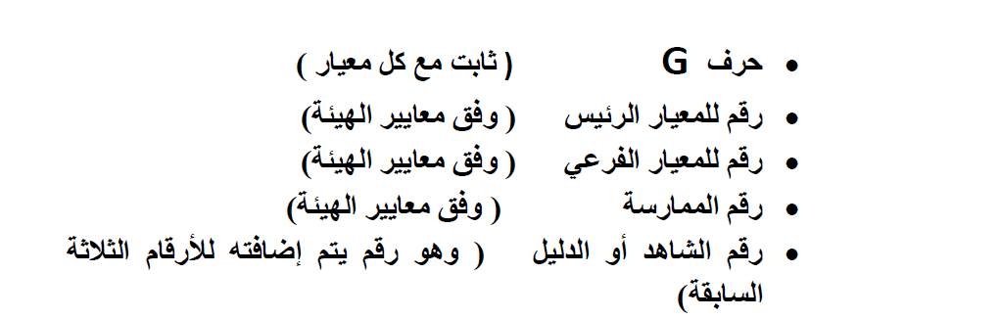 • حرف G ( ثابت مع كل معيار )
• رقم للمعيار الرئيس ( وفق معايير الهيئة)
• رقم للمعيار الفرعي ( وفق معايير الهيئة)
• رقم الممارسة ( وفق معايير الهيئة)
• رقم الشاهد أو الدليل ( وهو رقم يتم إضافته للأرقام الثلاثة
السابقة)